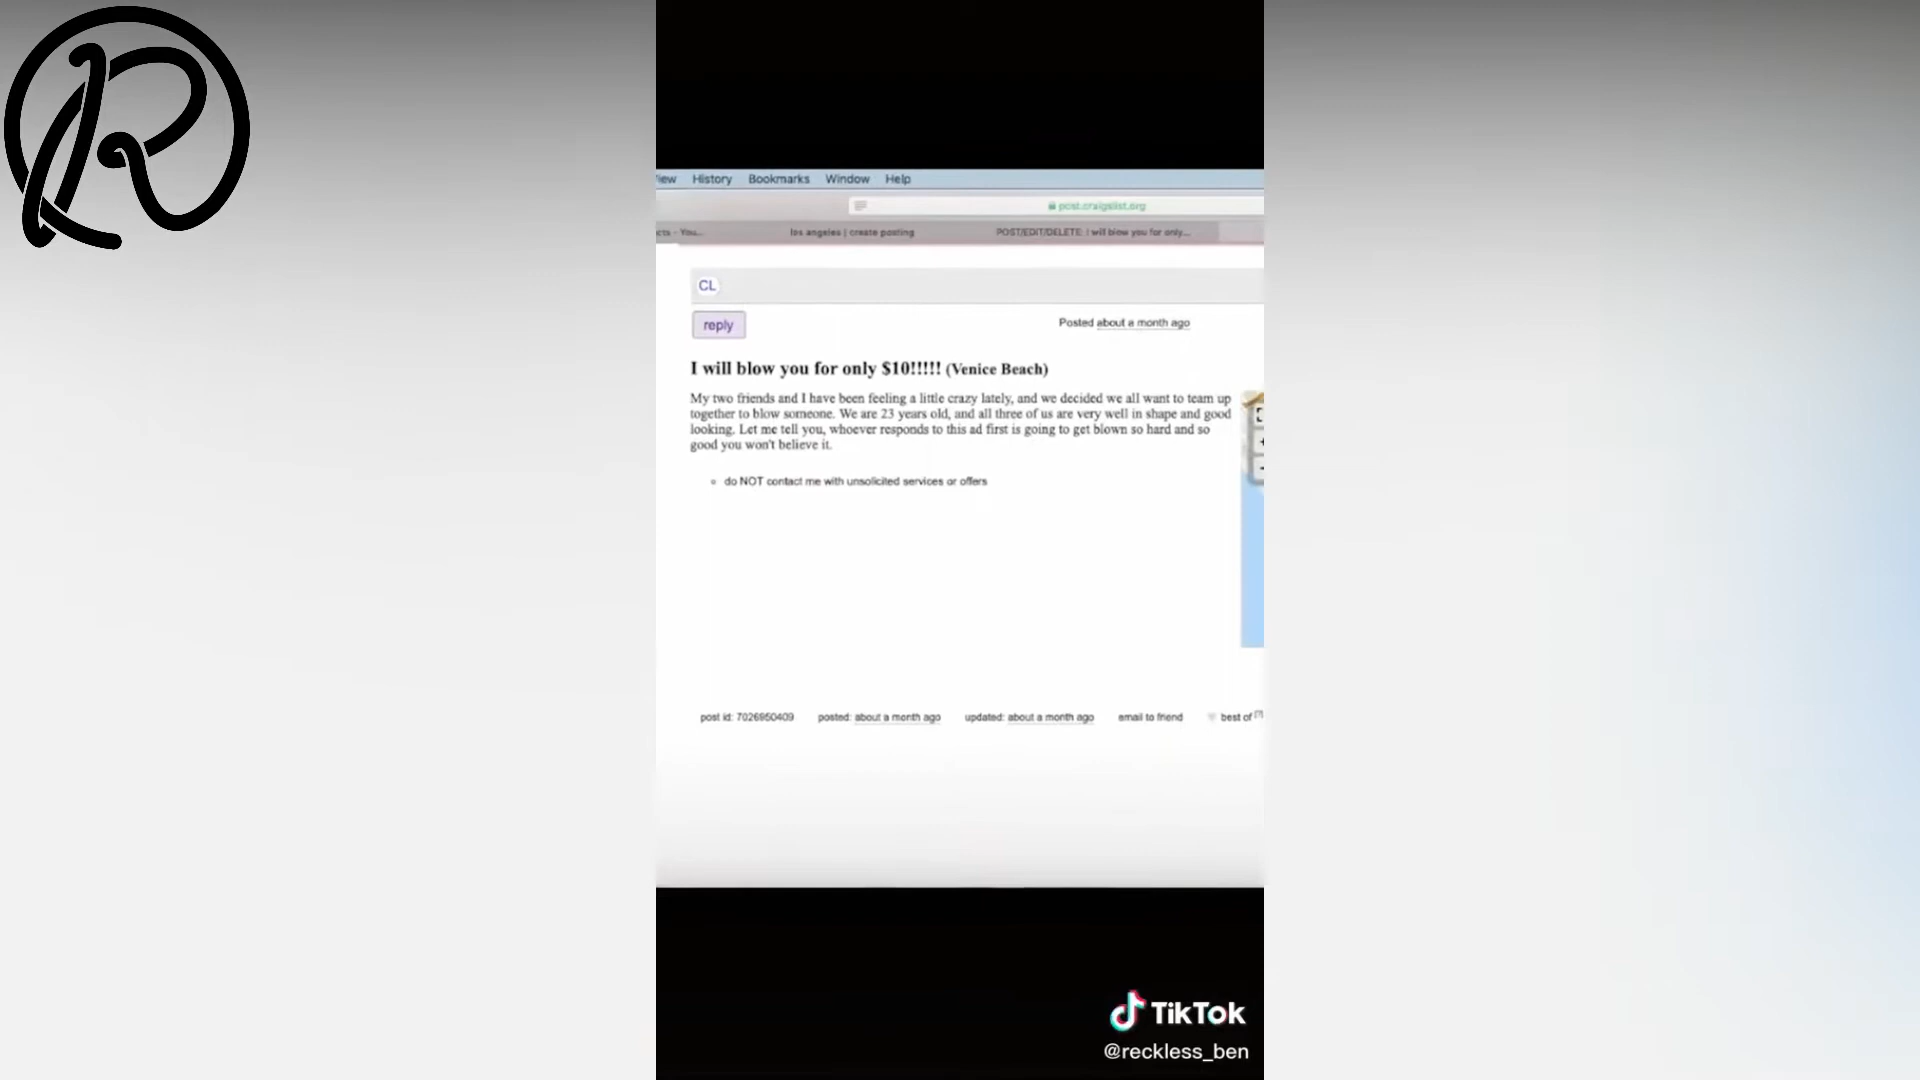 History Bookmarks Window Help
post.craigslist.org
los angeles | create posting POST/EDIT/DELETE: I will blow you for only...
CL
reply
Posted about a month ago
I will blow you for only $10!!!!! (Venice Beach)
My two friends and I have been feeling a little crazy lately, and we decided we all want to team up
together to blow someone. We are 23 years old, and all three of us are very well in shape and good
looking. Let me tell you, whoever responds to this ad first is going to get blown so hard and so
good you won't believe it.
do NOT contact me with unsolicited services or offers
post id: 7026950409 posted: about a month ago updated: about a month ago email to friend best of [?]
TikTok
@reckless_ben